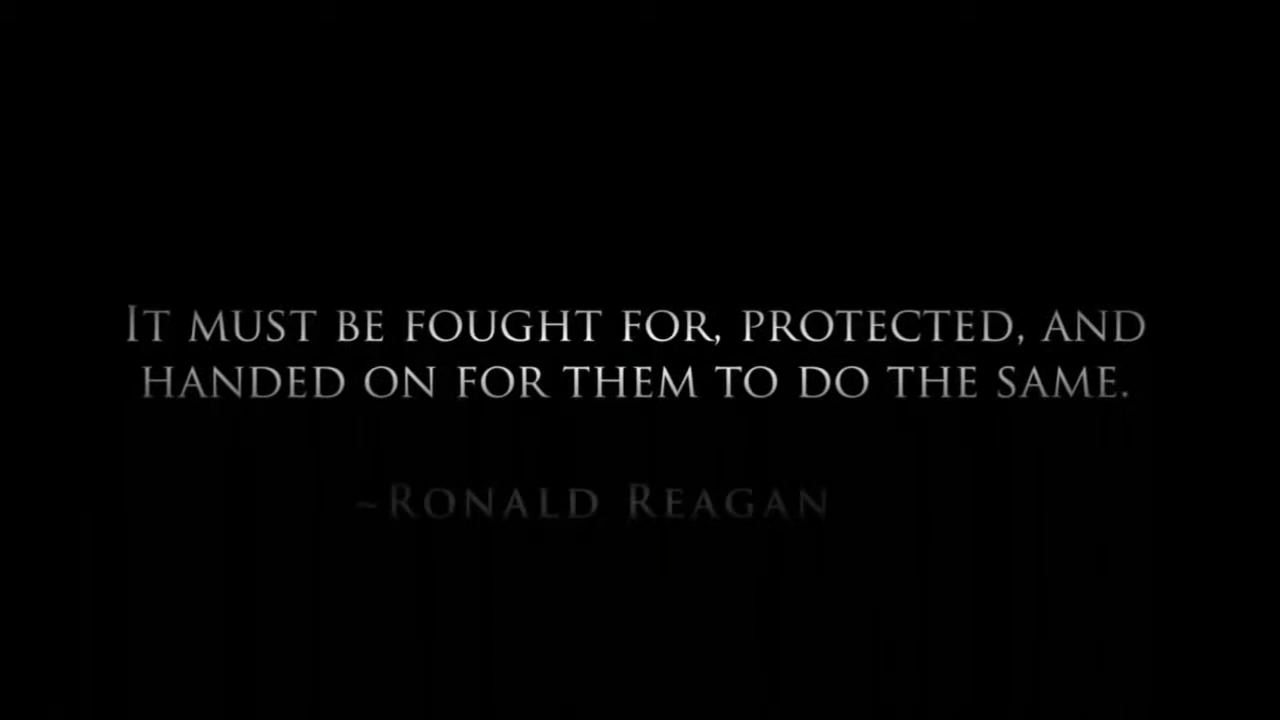 It must be fought for, protected, and
handed on for them to do the same.
~Ronald Reagan